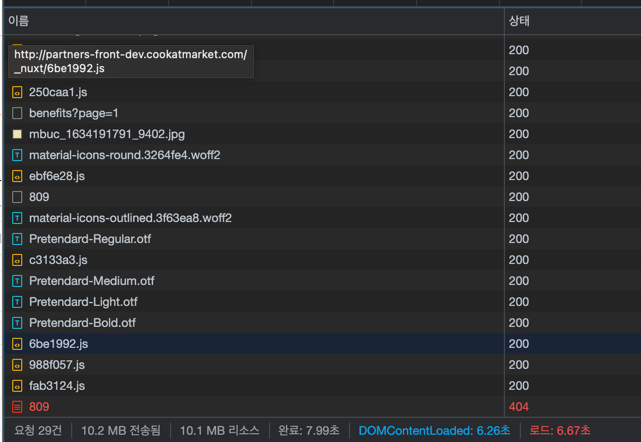 이름 상태
200
http://partners-front-dev.cookatmarket.com/
_nuxt/6be1992.js
200
250caa1.js 200
benefits?page=1 200
mbuc_1634191791_9402.jpg 200
material-icons-round.3264fe4.woff2 200
ebf6e28.js 200
809 200
material-icons-outlined.3f63ea8.woff2 200
Pretendard-Regular.otf 200
c3133a3.js 200
Pretendard-Medium.otf 200
Pretendard-Light.otf 200
Pretendard-Bold.otf 200
6be1992.js 200
988f057.js 200
fab3124.js 200
809 404
요청 29건 10.2 MB 전송됨 10.1 MB 리소스 완료: 7.99초 DOMContentLoaded: 6.26초 로드: 6.67초